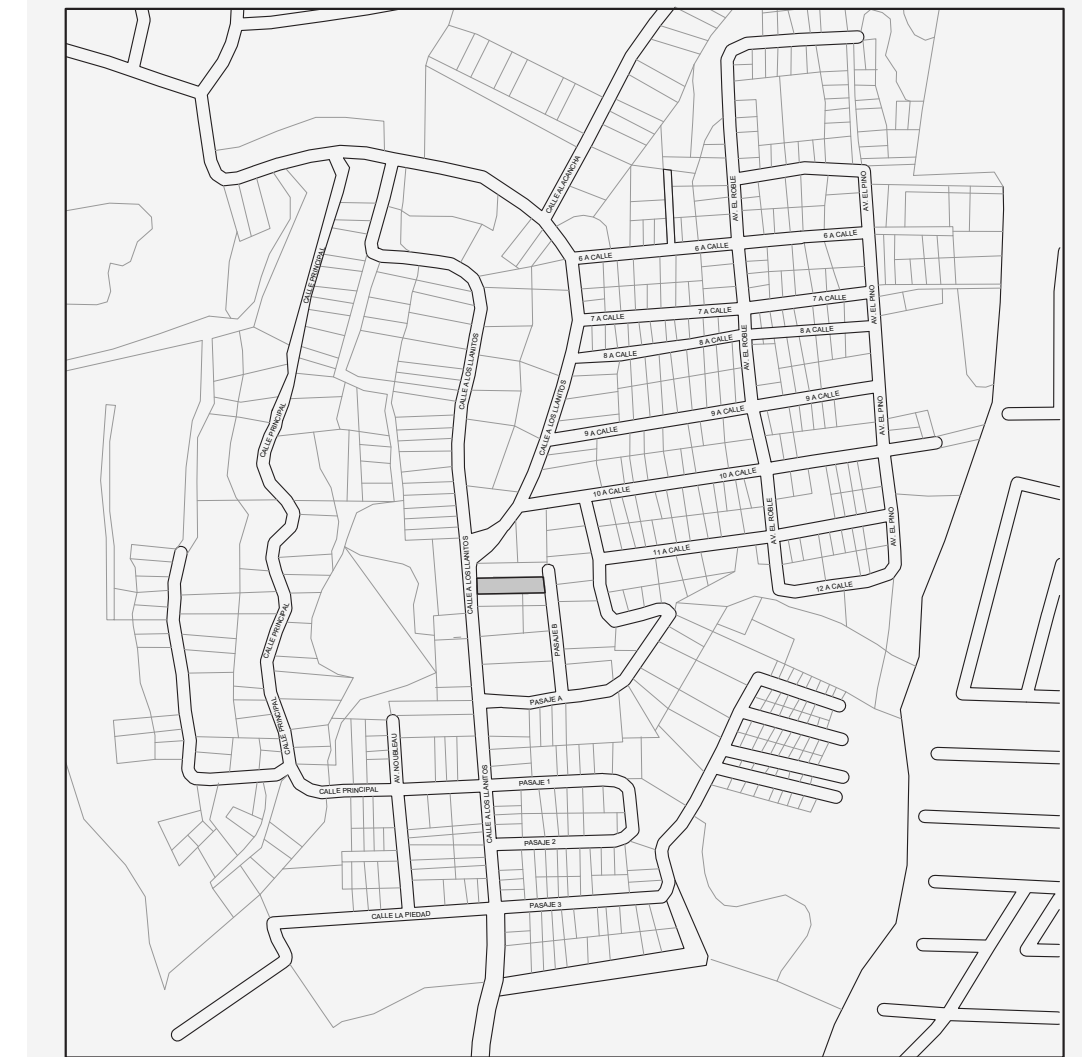 CALLE ALACANCHA
AV. EL ROBLE
AV. EL PINO
6 A CALLE
6 A CALLE
6 A CALLE
CALLE PRINCIPAL
7 A CALLE
7 A CALLE
7 A CALLE
AV. EL PINO
8 A CALLE
8 A CALLE
8 A CALLE
AV. EL ROBLE
CALLE A LOS LLANITOS
CALLE A LOS LLANITOS
9 A CALLE
9 A CALLE
9 A CALLE
AV. EL PINO
CALLE PRINCIPAL
10 A CALLE
10 A CALLE
AV. EL ROBLE
AV. EL PINO
11 A CALLE
12 A CALLE
CALLE A LOS LLANITOS
CALLE PRINCIPAL
PASAJE B
PASAJE A
CALLE PRINCIPAL
AV. NOUBLEAU
CALLE PRINCIPAL
CALLE A LOS LLANITOS
PASAJE 1
PASAJE 2
PASAJE 3
CALLE LA PIEDAD